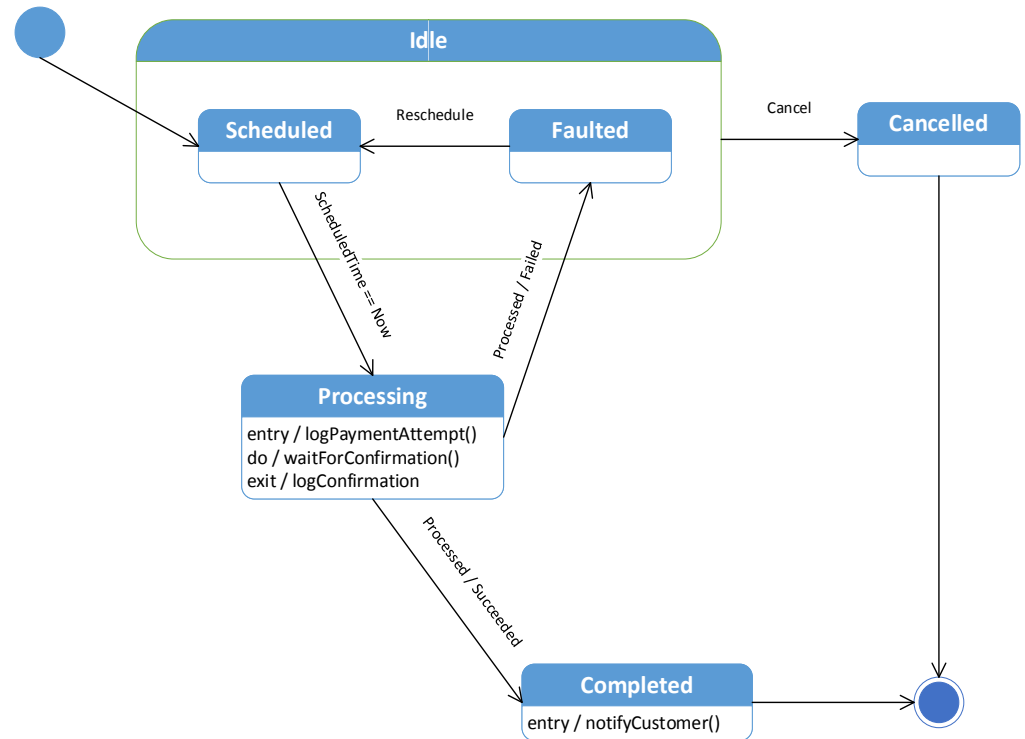 Idle
Scheduled
Reschedule
Faulted
Cancel
Cancelled
ScheduledTime == Now
Processed / Failed
Processing
entry / logPaymentAttempt()
do / waitForConfirmation()
exit / logConfirmation
Processed / Succeeded
Completed
entry / notifyCustomer()